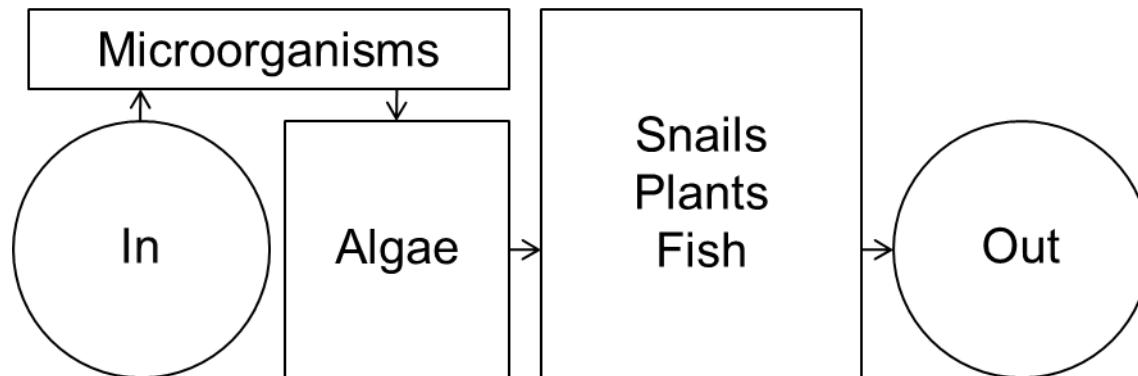 Microorganisms
In
Algae
Snails
Plants
Fish
Out